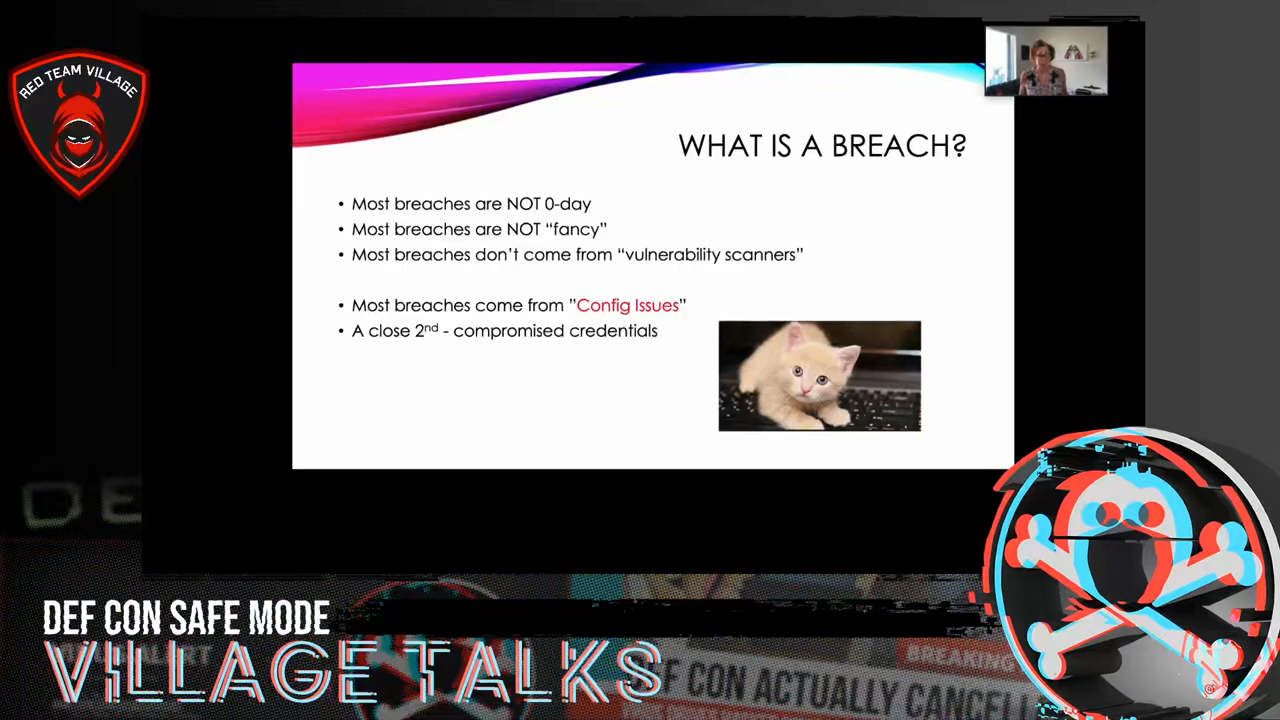 RED TEAM VILLAGE
WHAT IS A BREACH?
• Most breaches are NOT 0-day
• Most breaches are NOT “fancy”
• Most breaches don’t come from “vulnerability scanners”
• Most breaches come from ”Config Issues”
• A close 2nd - compromised credentials
DE
DEF CON SAFE MODE
VILLAGE TALKS
BREAKING
DEF CON ACTUALLY CANCELL